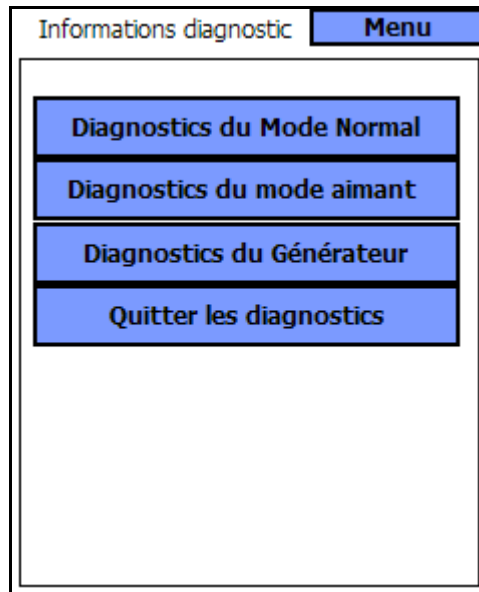 Informations diagnostic
Menu
Diagnostics du Mode Normal
Diagnostics du mode aimant
Diagnostics du Générateur
Quitter les diagnostics